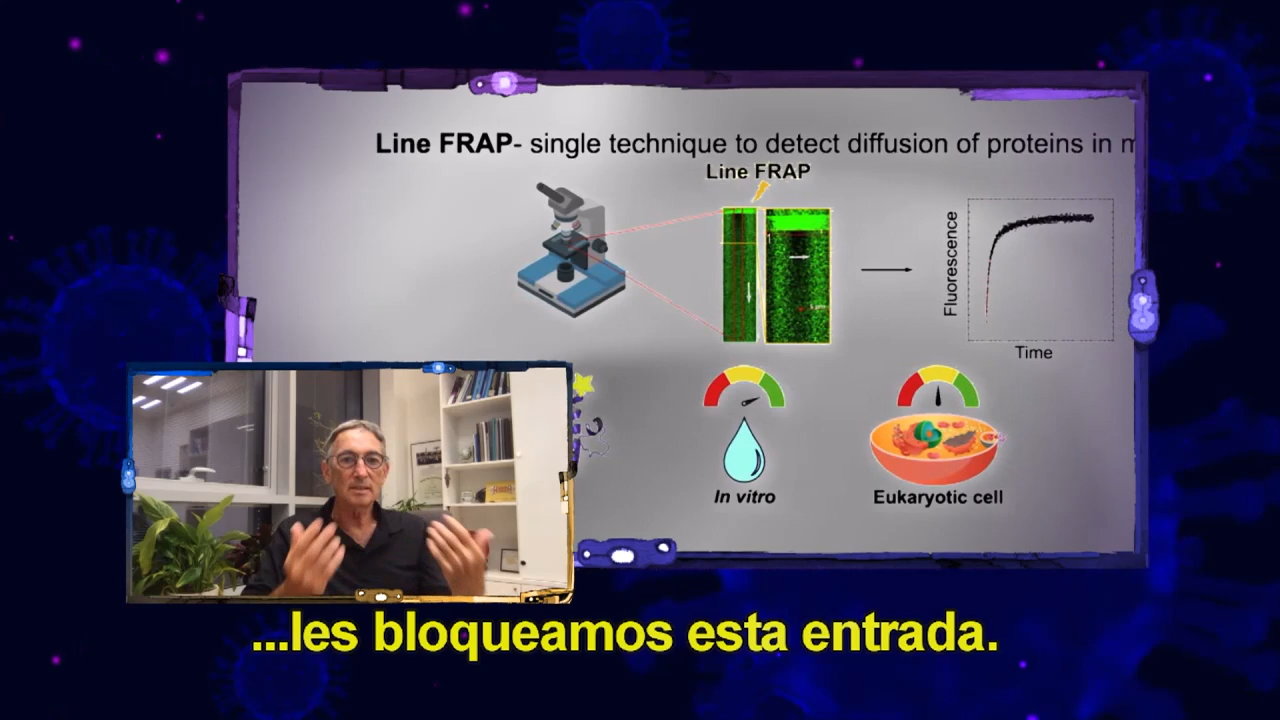 Line FRAP- single technique to detect diffusion of proteins in
Line FRAP
Fluorescence
Time
In vitro
Eukaryotic cell
...les bloqueamos esta entrada.